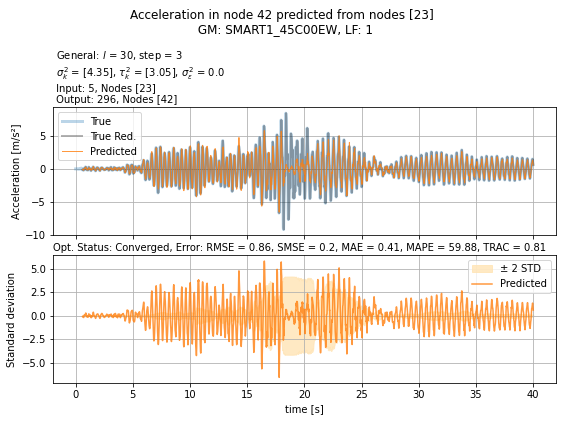 Acceleration in node 42 predicted from nodes [23]
GM: SMART1_45C00EW, LF: 1
General: l = 30, step = 3
σ²ₖ = [4.35], τ²ₖ = [3.05], σ²ε = 0.0
Input: 5, Nodes [23]
Output: 296, Nodes [42]
True
True Red.
Predicted
Acceleration [m/s²]
5
0
−5
−10
Opt. Status: Converged, Error: RMSE = 0.86, SMSE = 0.2, MAE = 0.41, MAPE = 59.88, TRAC = 0.81
± 2 STD
Predicted
Standard deviation
5.0
2.5
0.0
−2.5
−5.0
0 5 10 15 20 25 30 35 40
time [s]